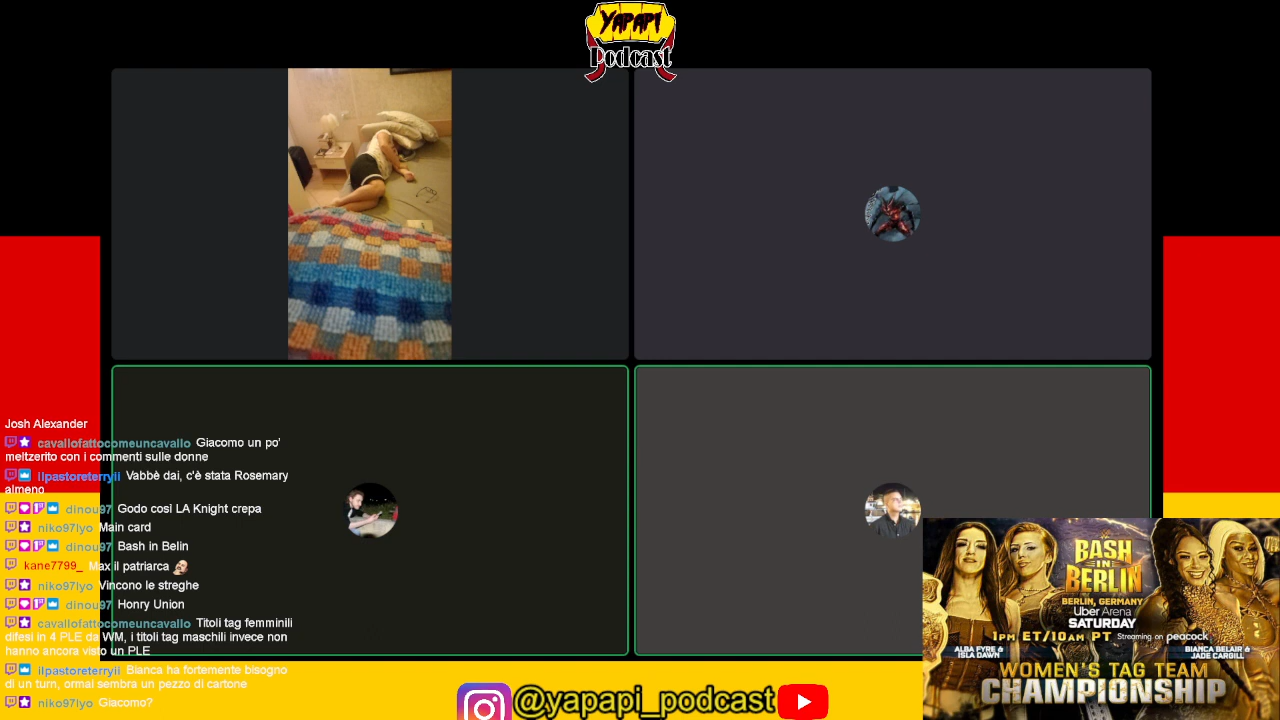 YAPAPI
Podcast
Josh Alexander
cavallofattocomeuncavallo Giacomo un po'
meltzerito con i commenti sulle donne
ilpastoreterryii Vabbè dai, c'è stata Rosemary
almeno
dinou97 Godo così LA Knight crepa
niko97lyo Main card
dinou97 Bash in Belin
kane7799_ Max il patriarca
niko97lyo Vincono le streghe
dinou97 Honry Union
cavallofattocomeuncavallo Titoli tag femminili
difesi in 4 PLE da WM, i titoli tag maschili invece non
hanno ancora visto un PLE
ilpastoreterryii Bianca ha fortemente bisogno
di un turn, ormai sembra un pezzo di cartone
niko97lyo Giacomo?
BASH
IN
BERLIN
BERLIN, GERMANY
Uber Arena
SATURDAY
1PM ET/10AM PT Streaming on peacock
ALBA FYRE &
ISLA DAWN
BIANCA BELAIR &
JADE CARGILL
WOMEN'S TAG TEAM
CHAMPIONSHIP
@yapapi_podcast